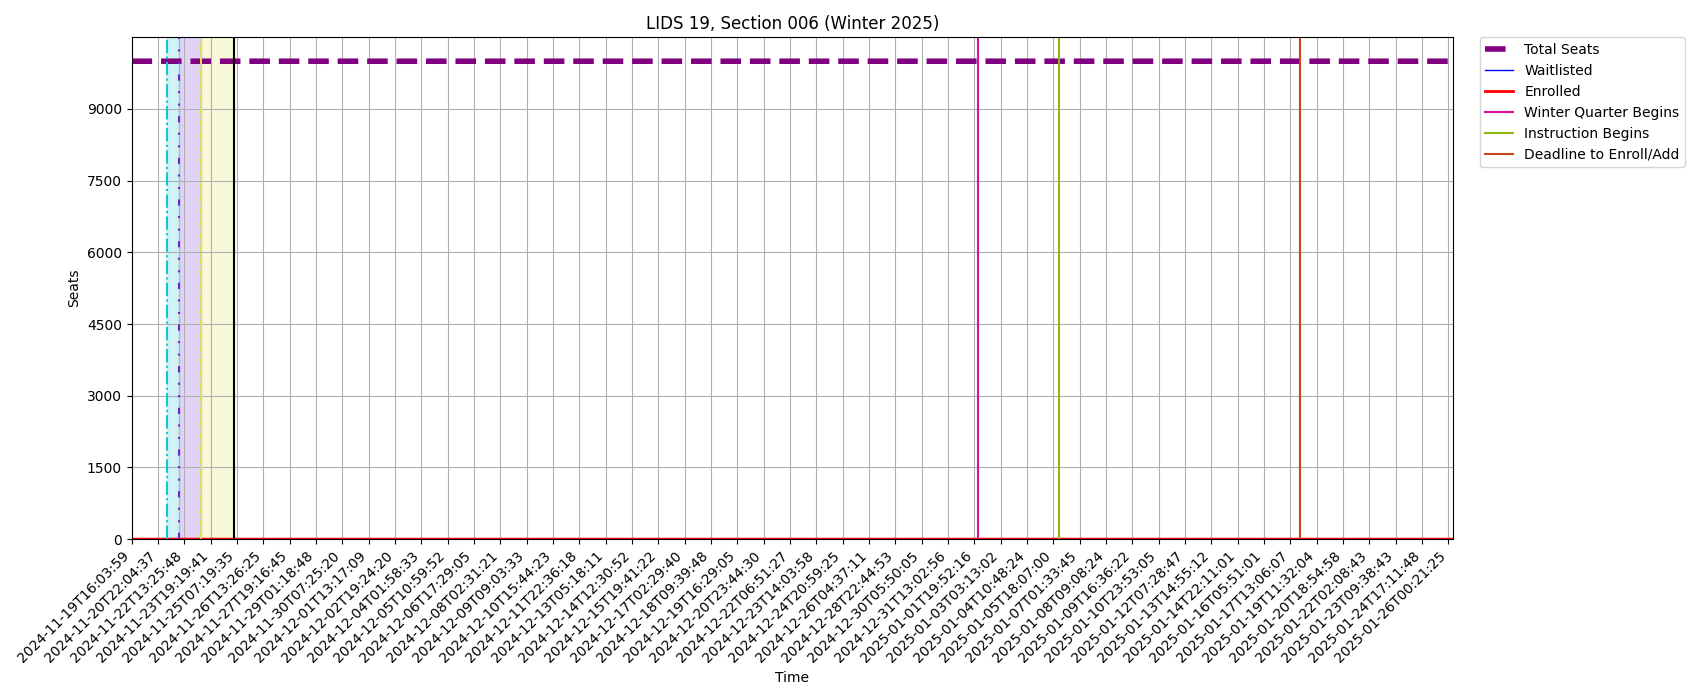 LIDS 19, Section 006 (Winter 2025)
Total Seats
Waitlisted
Enrolled
Winter Quarter Begins
Instruction Begins
Deadline to Enroll/Add
Seats
9000
7500
6000
4500
3000
1500
0
2024-11-19T16:03:59
2024-11-20T22:04:37
2024-11-22T13:25:48
2024-11-23T19:19:41
2024-11-25T07:19:35
2024-11-26T13:26:25
2024-11-27T19:16:45
2024-11-29T01:18:48
2024-11-30T07:25:20
2024-12-01T13:17:09
2024-12-02T19:24:20
2024-12-04T01:58:33
2024-12-05T10:59:52
2024-12-06T17:29:05
2024-12-08T02:31:21
2024-12-09T09:03:33
2024-12-10T15:44:23
2024-12-11T22:36:18
2024-12-13T05:18:11
2024-12-14T12:30:52
2024-12-15T19:41:22
2024-12-17T02:29:40
2024-12-18T09:39:48
2024-12-19T16:29:05
2024-12-20T23:44:30
2024-12-22T06:51:27
2024-12-23T14:03:58
2024-12-24T20:59:25
2024-12-26T04:37:11
2024-12-28T22:44:53
2024-12-30T05:50:05
2024-12-31T13:02:56
2025-01-01T19:52:16
2025-01-03T03:13:02
2025-01-04T10:48:24
2025-01-05T18:07:00
2025-01-07T01:33:45
2025-01-08T09:08:24
2025-01-09T16:36:22
2025-01-10T23:53:05
2025-01-12T07:28:47
2025-01-13T14:55:12
2025-01-14T22:11:01
2025-01-16T05:51:01
2025-01-17T13:06:07
2025-01-19T11:32:04
2025-01-20T18:54:58
2025-01-22T02:08:43
2025-01-23T09:38:43
2025-01-24T17:11:48
2025-01-26T00:21:25
Time